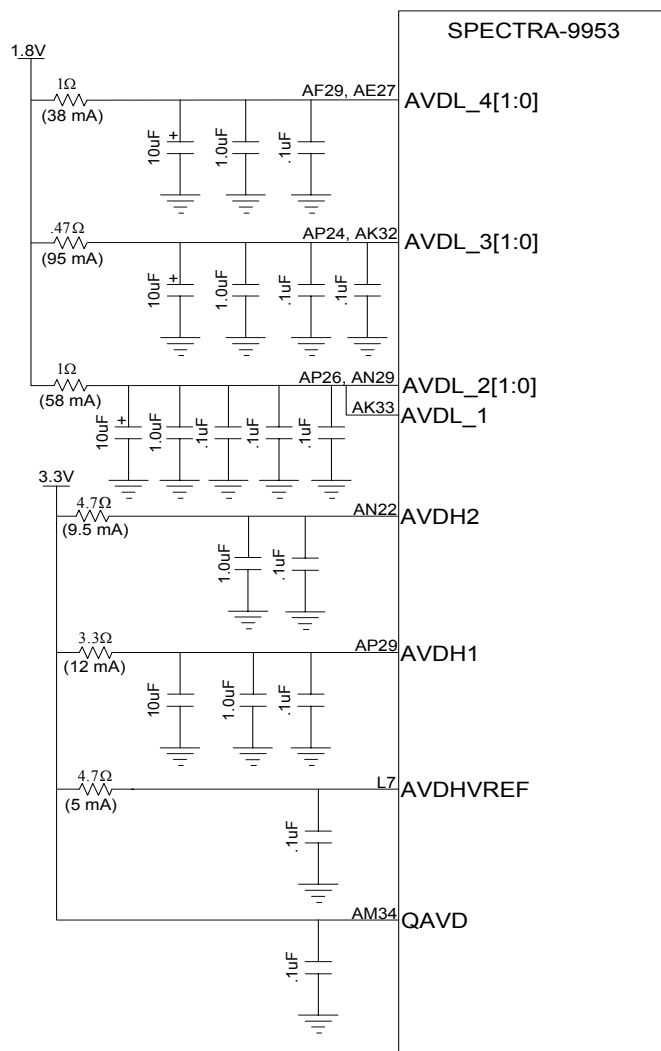 SPECTRA-9953
1.8V
1Ω
(38 mA)
AF29, AE27
AVDL_4[1:0]
10uF
+
1.0uF
.1uF
.47Ω
(95 mA)
AP24, AK32
AVDL_3[1:0]
10uF
+
1.0uF
.1uF
.1uF
1Ω
(58 mA)
AP26, AN29
AVDL_2[1:0]
AK33
AVDL_1
10uF
+
1.0uF
.1uF
.1uF
.1uF
3.3V
4.7Ω
(9.5 mA)
AN22
AVDH2
1.0uF
.1uF
3.3Ω
(12 mA)
AP29
AVDH1
10uF
1.0uF
.1uF
4.7Ω
(5 mA)
L7
AVDHVREF
.1uF
AM34
QAVD
.1uF